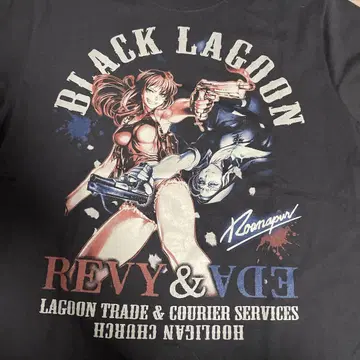 BLACK LAGOON
Roanapur
REVY & EDA
LAGOON TRADE & COURIER SERVICES
HOOLIGAN CHURCH